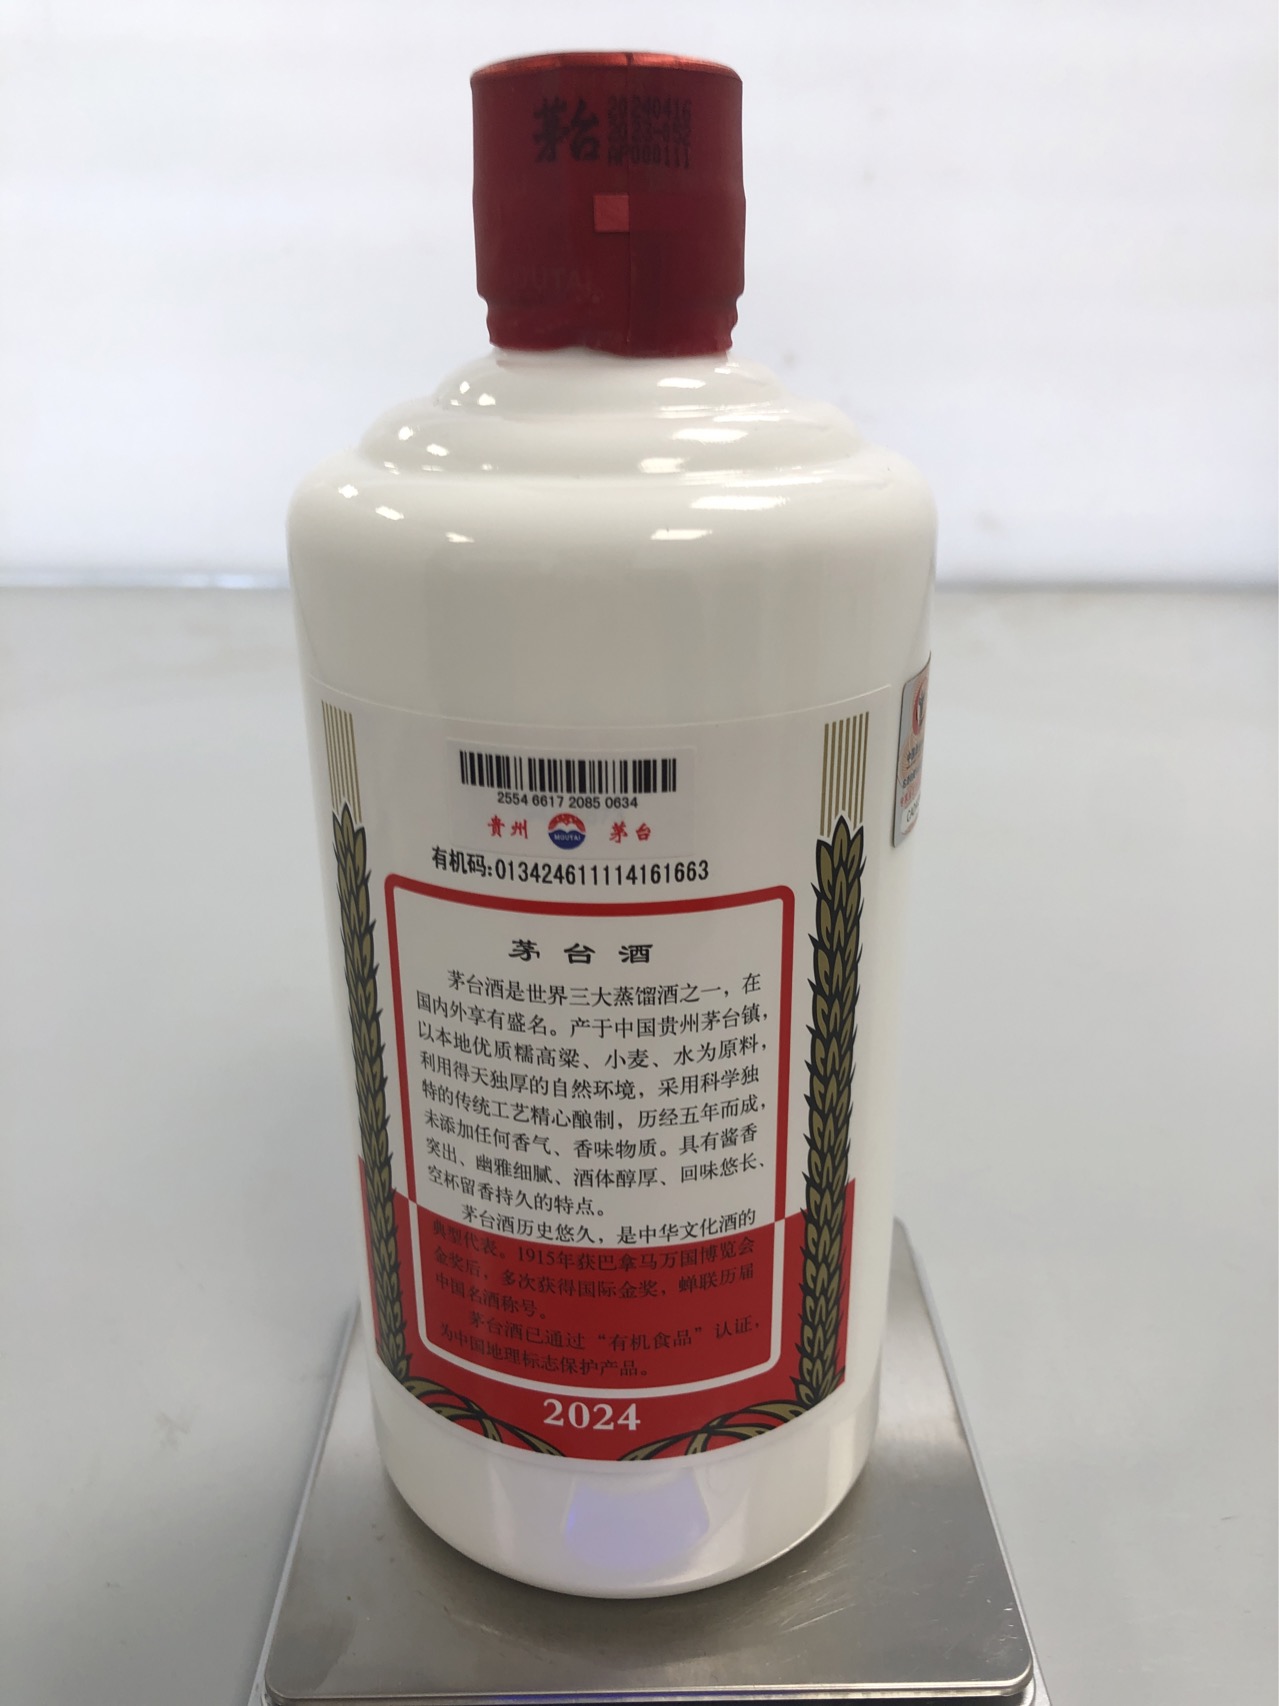 茅台
20240416
AP000111
MOUTAI
2554 6617 2085 0634
贵州 MOUTAI 茅台
有机码:013424611114161663
茅台酒
茅台酒是世界三大蒸馏酒之一，在
国内外享有盛名。产于中国贵州茅台镇，
以本地优质糯高粱、小麦、水为原料，
利用得天独厚的自然环境，采用科学独
特的传统工艺精心酿制，历经五年而成，
未添加任何香气、香味物质。具有酱香
突出、幽雅细腻、酒体醇厚、回味悠长、
空杯留香持久的特点。
茅台酒历史悠久，是中华文化酒的
典型代表。1915年获巴拿马万国博览会
金奖后，多次获得国际金奖，蝉联历届
中国名酒称号。
茅台酒已通过“有机食品”认证，
为中国地理标志保护产品。
2024